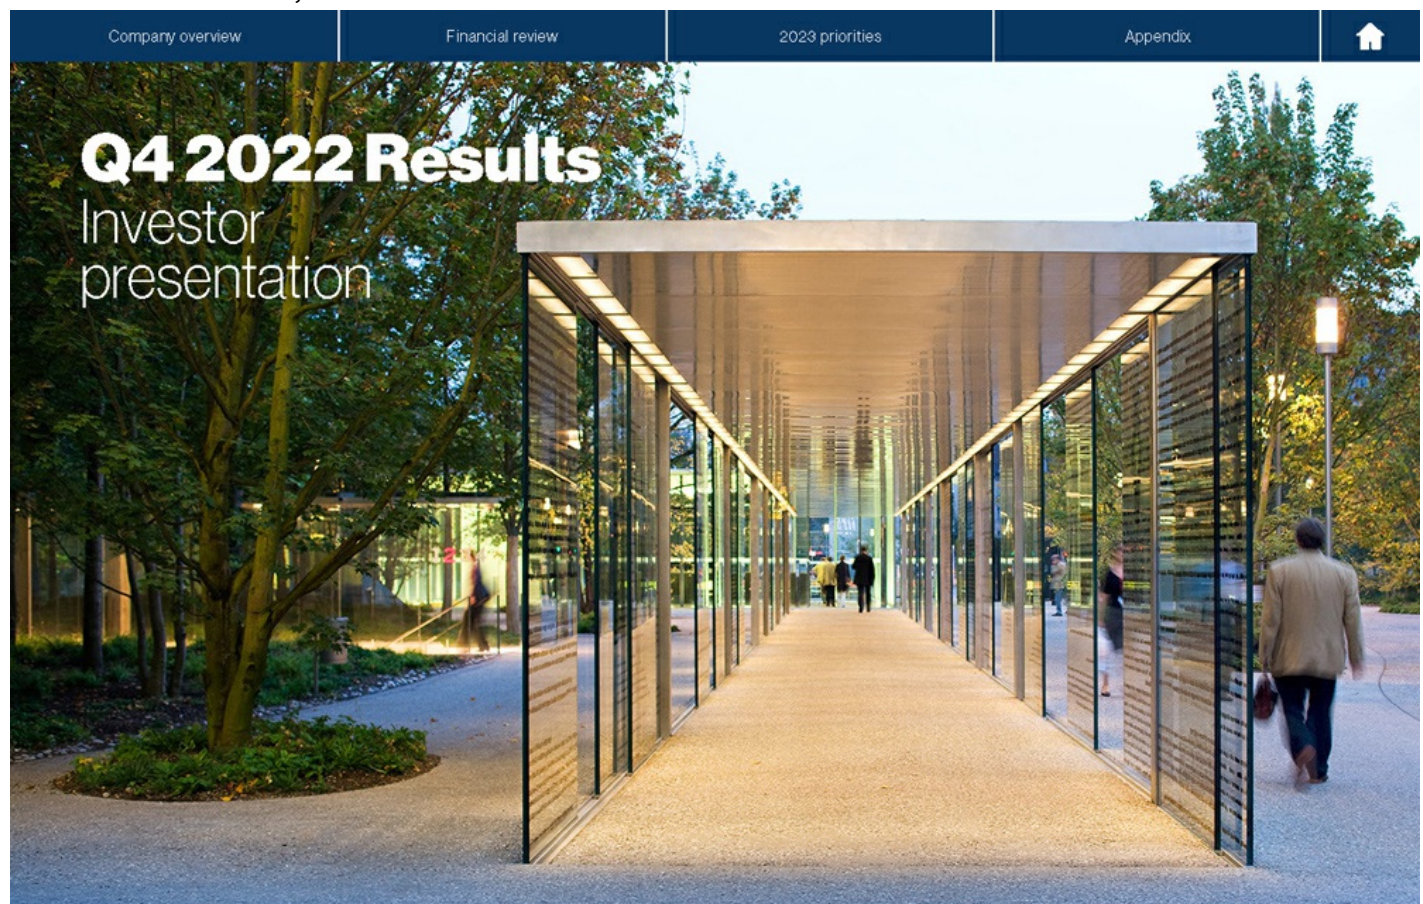 Company overview
Financial review
2023 priorities
Appendix
Q4 2022 Results
Investor
presentation